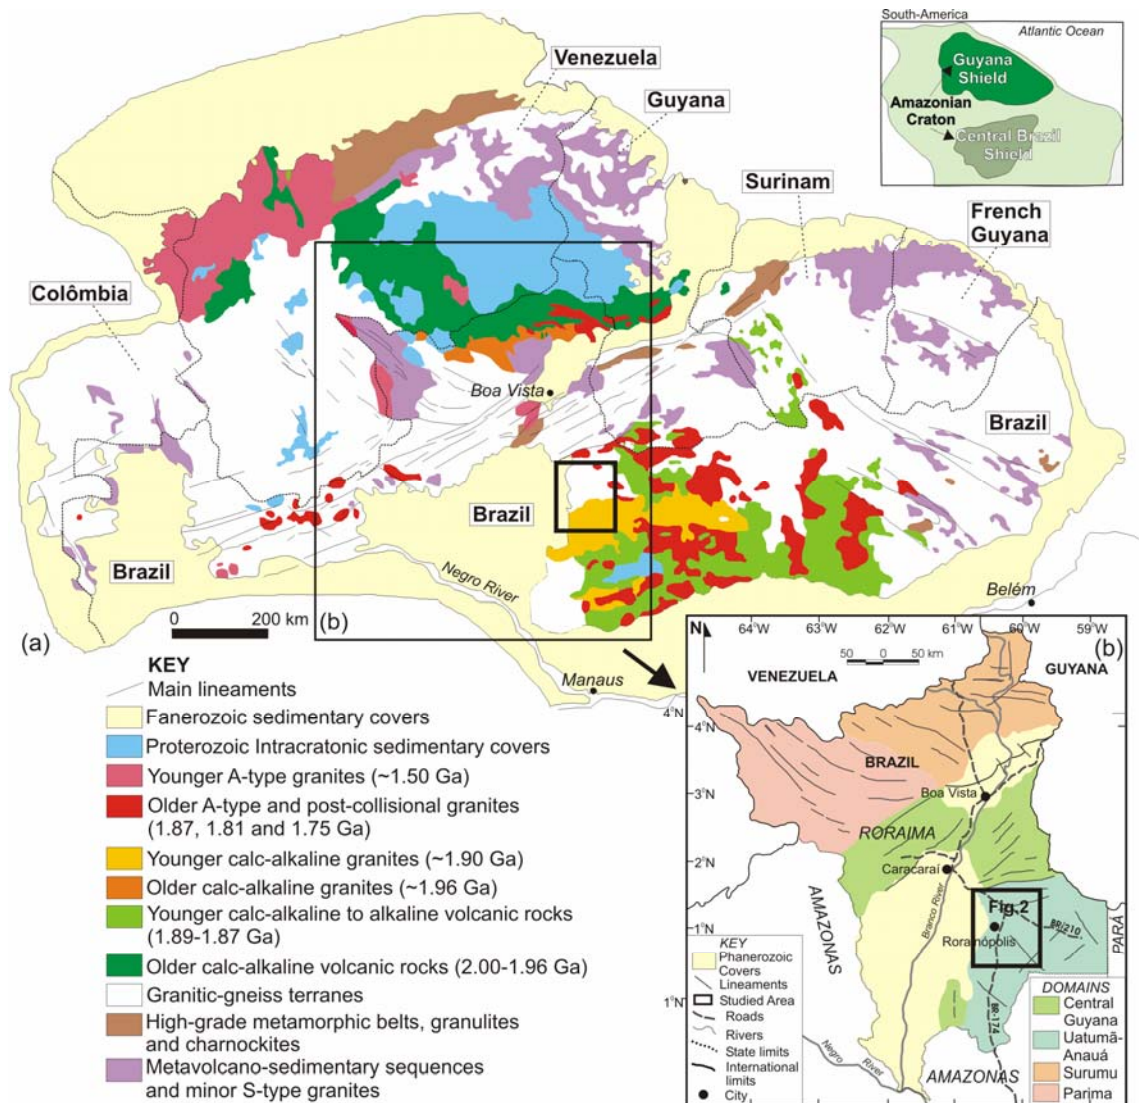 South-America
Atlantic Ocean
Guyana
Shield
Amazonian
Craton
Central Brazil
Shield
Venezuela
Guyana
Surinam
French
Guyana
Colômbia
Boa Vista
Brazil
Brazil
Brazil
Negro River
Belém
Manaus
0 200 km
(a)
(b)
KEY
Main lineaments
Fanerozoic sedimentary covers
Proterozoic Intracratonic sedimentary covers
Younger A-type granites (~1.50 Ga)
Older A-type and post-collisional granites
(1.87, 1.81 and 1.75 Ga)
Younger calc-alkaline granites (~1.90 Ga)
Older calc-alkaline granites (~1.96 Ga)
Younger calc-alkaline to alkaline volcanic rocks
(1.89-1.87 Ga)
Older calc-alkaline volcanic rocks (2.00-1.96 Ga)
Granitic-gneiss terranes
High-grade metamorphic belts, granulites
and charnockites
Metavolcano-sedimentary sequences
and minor S-type granites
N
64°W 63°W 62°W 61°W 60°W 59°W
(b)
50 0 50 km
VENEZUELA
GUYANA
4°N
4°N
BRAZIL
3°N
Boa Vista
RORAIMA
2°N
Caracaraí
AMAZONAS
Branco River
Fig.2
1°N
Rorainópolis
BR/210
PARÁ
1°N
BR-174
Negro
River
AMAZONAS
KEY
Phanerozoic
Covers
Lineaments
Studied Area
Roads
Rivers
State limits
International
limits
City
DOMAINS
Central
Guyana
Uatumã-
Anauá
Surumu
Parima